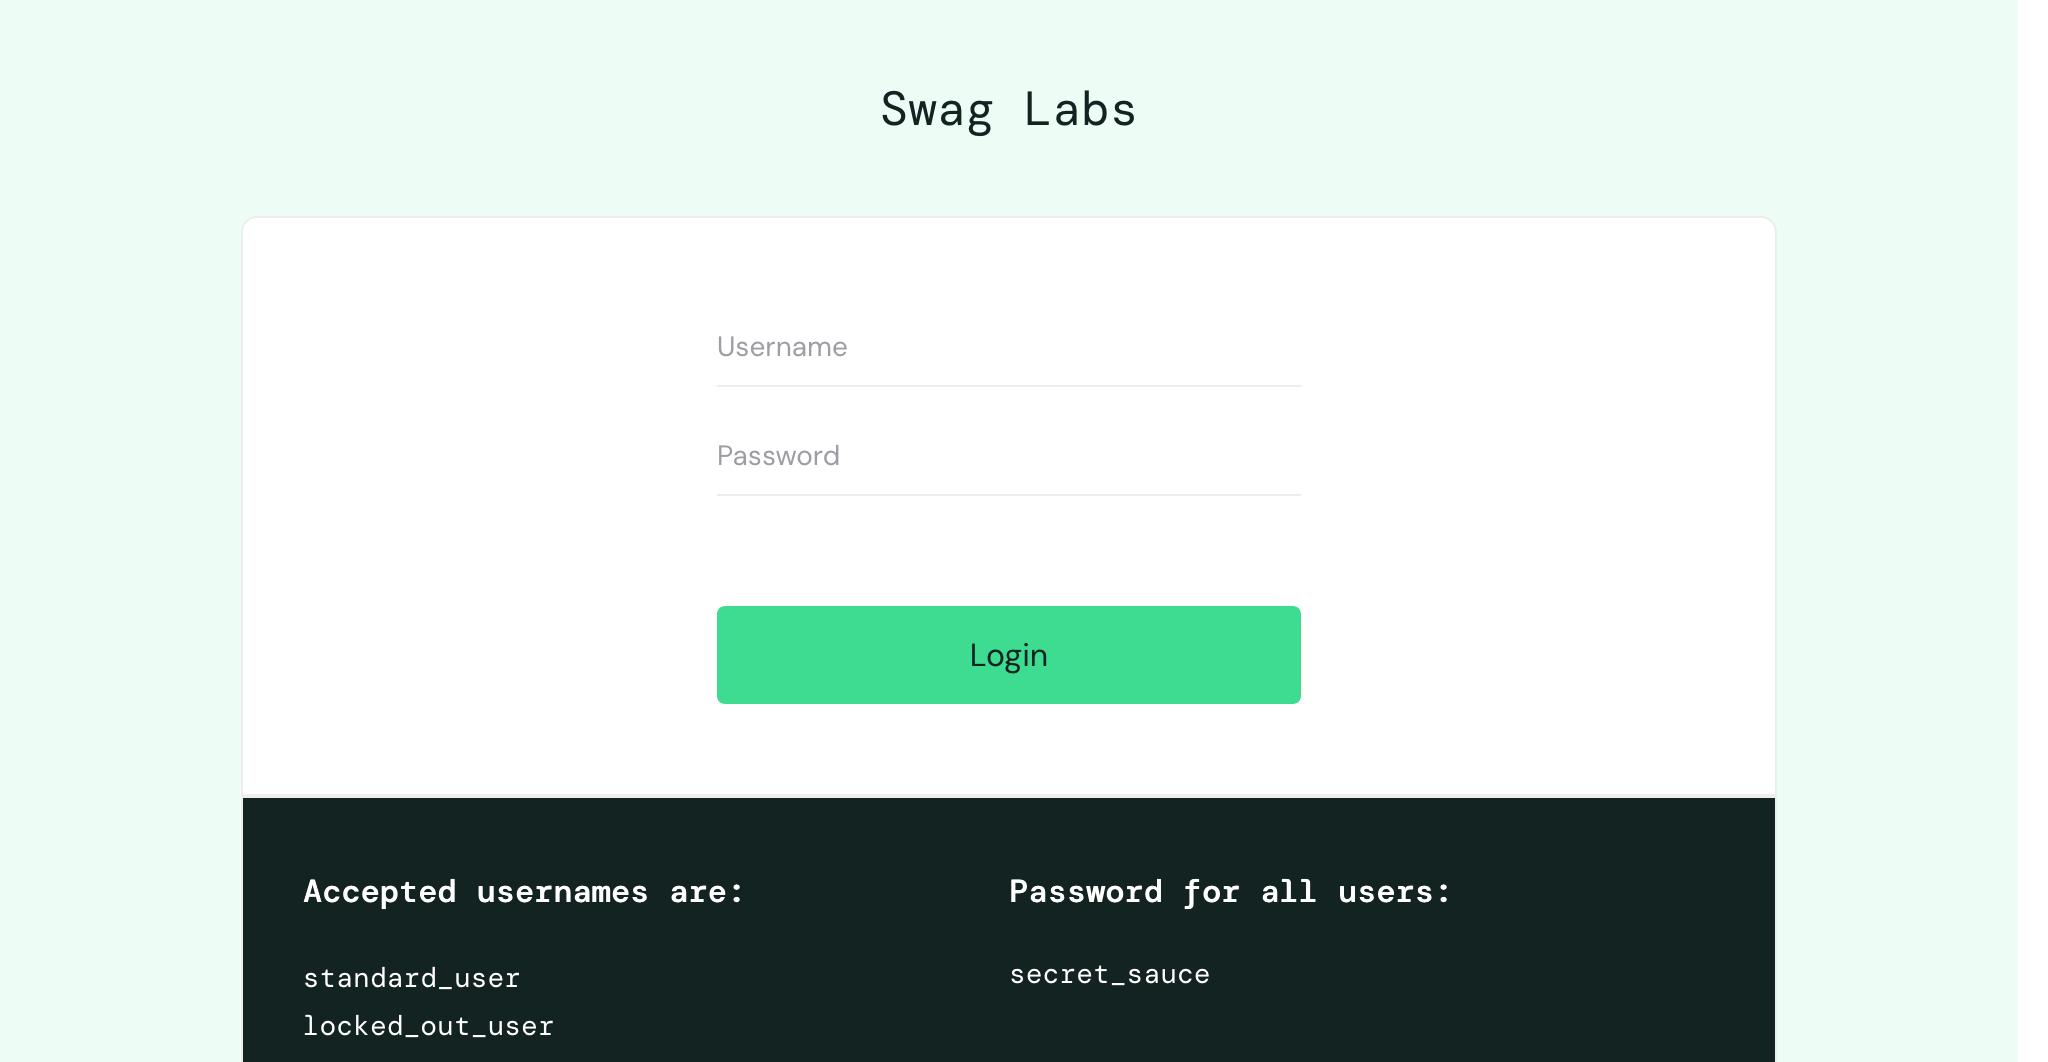 Swag Labs
Username
Password
Login
Accepted usernames are:
standard_user
locked_out_user
Password for all users:
secret_sauce